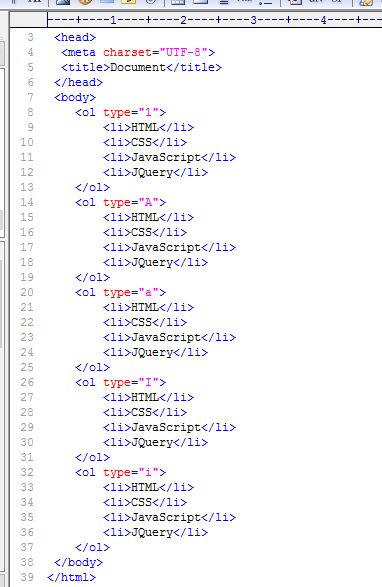 ----+----1----+----2----+----3----+----4----+---
3 <head>
4 <meta charset="UTF-8">
5 <title>Document</title>
6 </head>
7 <body>
8 <ol type="1">
9 <li>HTML</li>
10 <li>CSS</li>
11 <li>JavaScript</li>
12 <li>JQuery</li>
13 </ol>
14 <ol type="A">
15 <li>HTML</li>
16 <li>CSS</li>
17 <li>JavaScript</li>
18 <li>JQuery</li>
19 </ol>
20 <ol type="a">
21 <li>HTML</li>
22 <li>CSS</li>
23 <li>JavaScript</li>
24 <li>JQuery</li>
25 </ol>
26 <ol type="I">
27 <li>HTML</li>
28 <li>CSS</li>
29 <li>JavaScript</li>
30 <li>JQuery</li>
31 </ol>
32 <ol type="i">
33 <li>HTML</li>
34 <li>CSS</li>
35 <li>JavaScript</li>
36 <li>JQuery</li>
37 </ol>
38 </body>
39 </html>